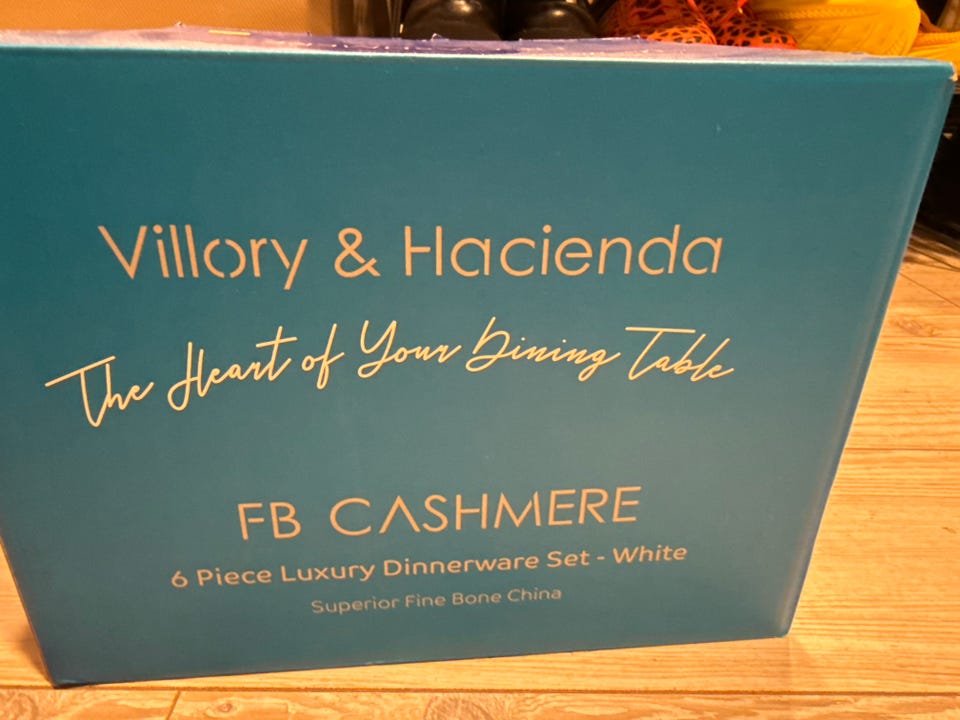 Villory & Hacienda
The Heart of Your Dining Table
FB CASHMERE
6 Piece Luxury Dinnerware Set - White
Superior Fine Bone China